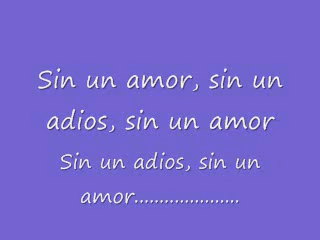 Sin un amor, sin un
adios, sin un amor
Sin un adios, sin un
amor.....................